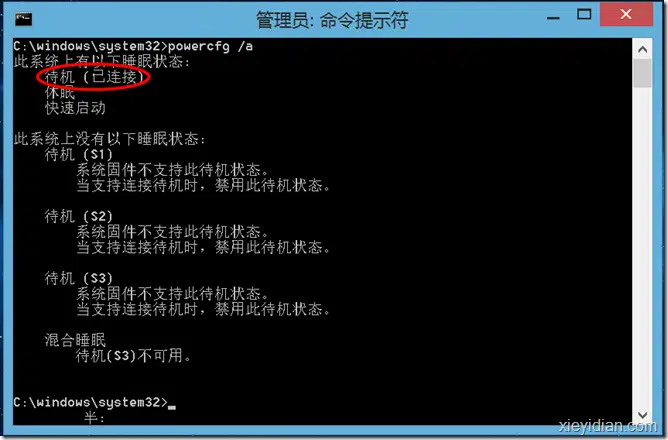 管理员: 命令提示符
C:\windows\system32>powercfg /a
此系统上有以下睡眠状态:
待机 (已连接)
休眠
快速启动
此系统上没有以下睡眠状态:
待机 (S1)
系统固件不支持此待机状态。
当支持连接待机时，禁用此待机状态。
待机 (S2)
系统固件不支持此待机状态。
当支持连接待机时，禁用此待机状态。
待机 (S3)
系统固件不支持此待机状态。
当支持连接待机时，禁用此待机状态。
混合睡眠
待机(S3)不可用。
C:\windows\system32>
半:
xieyidian.com